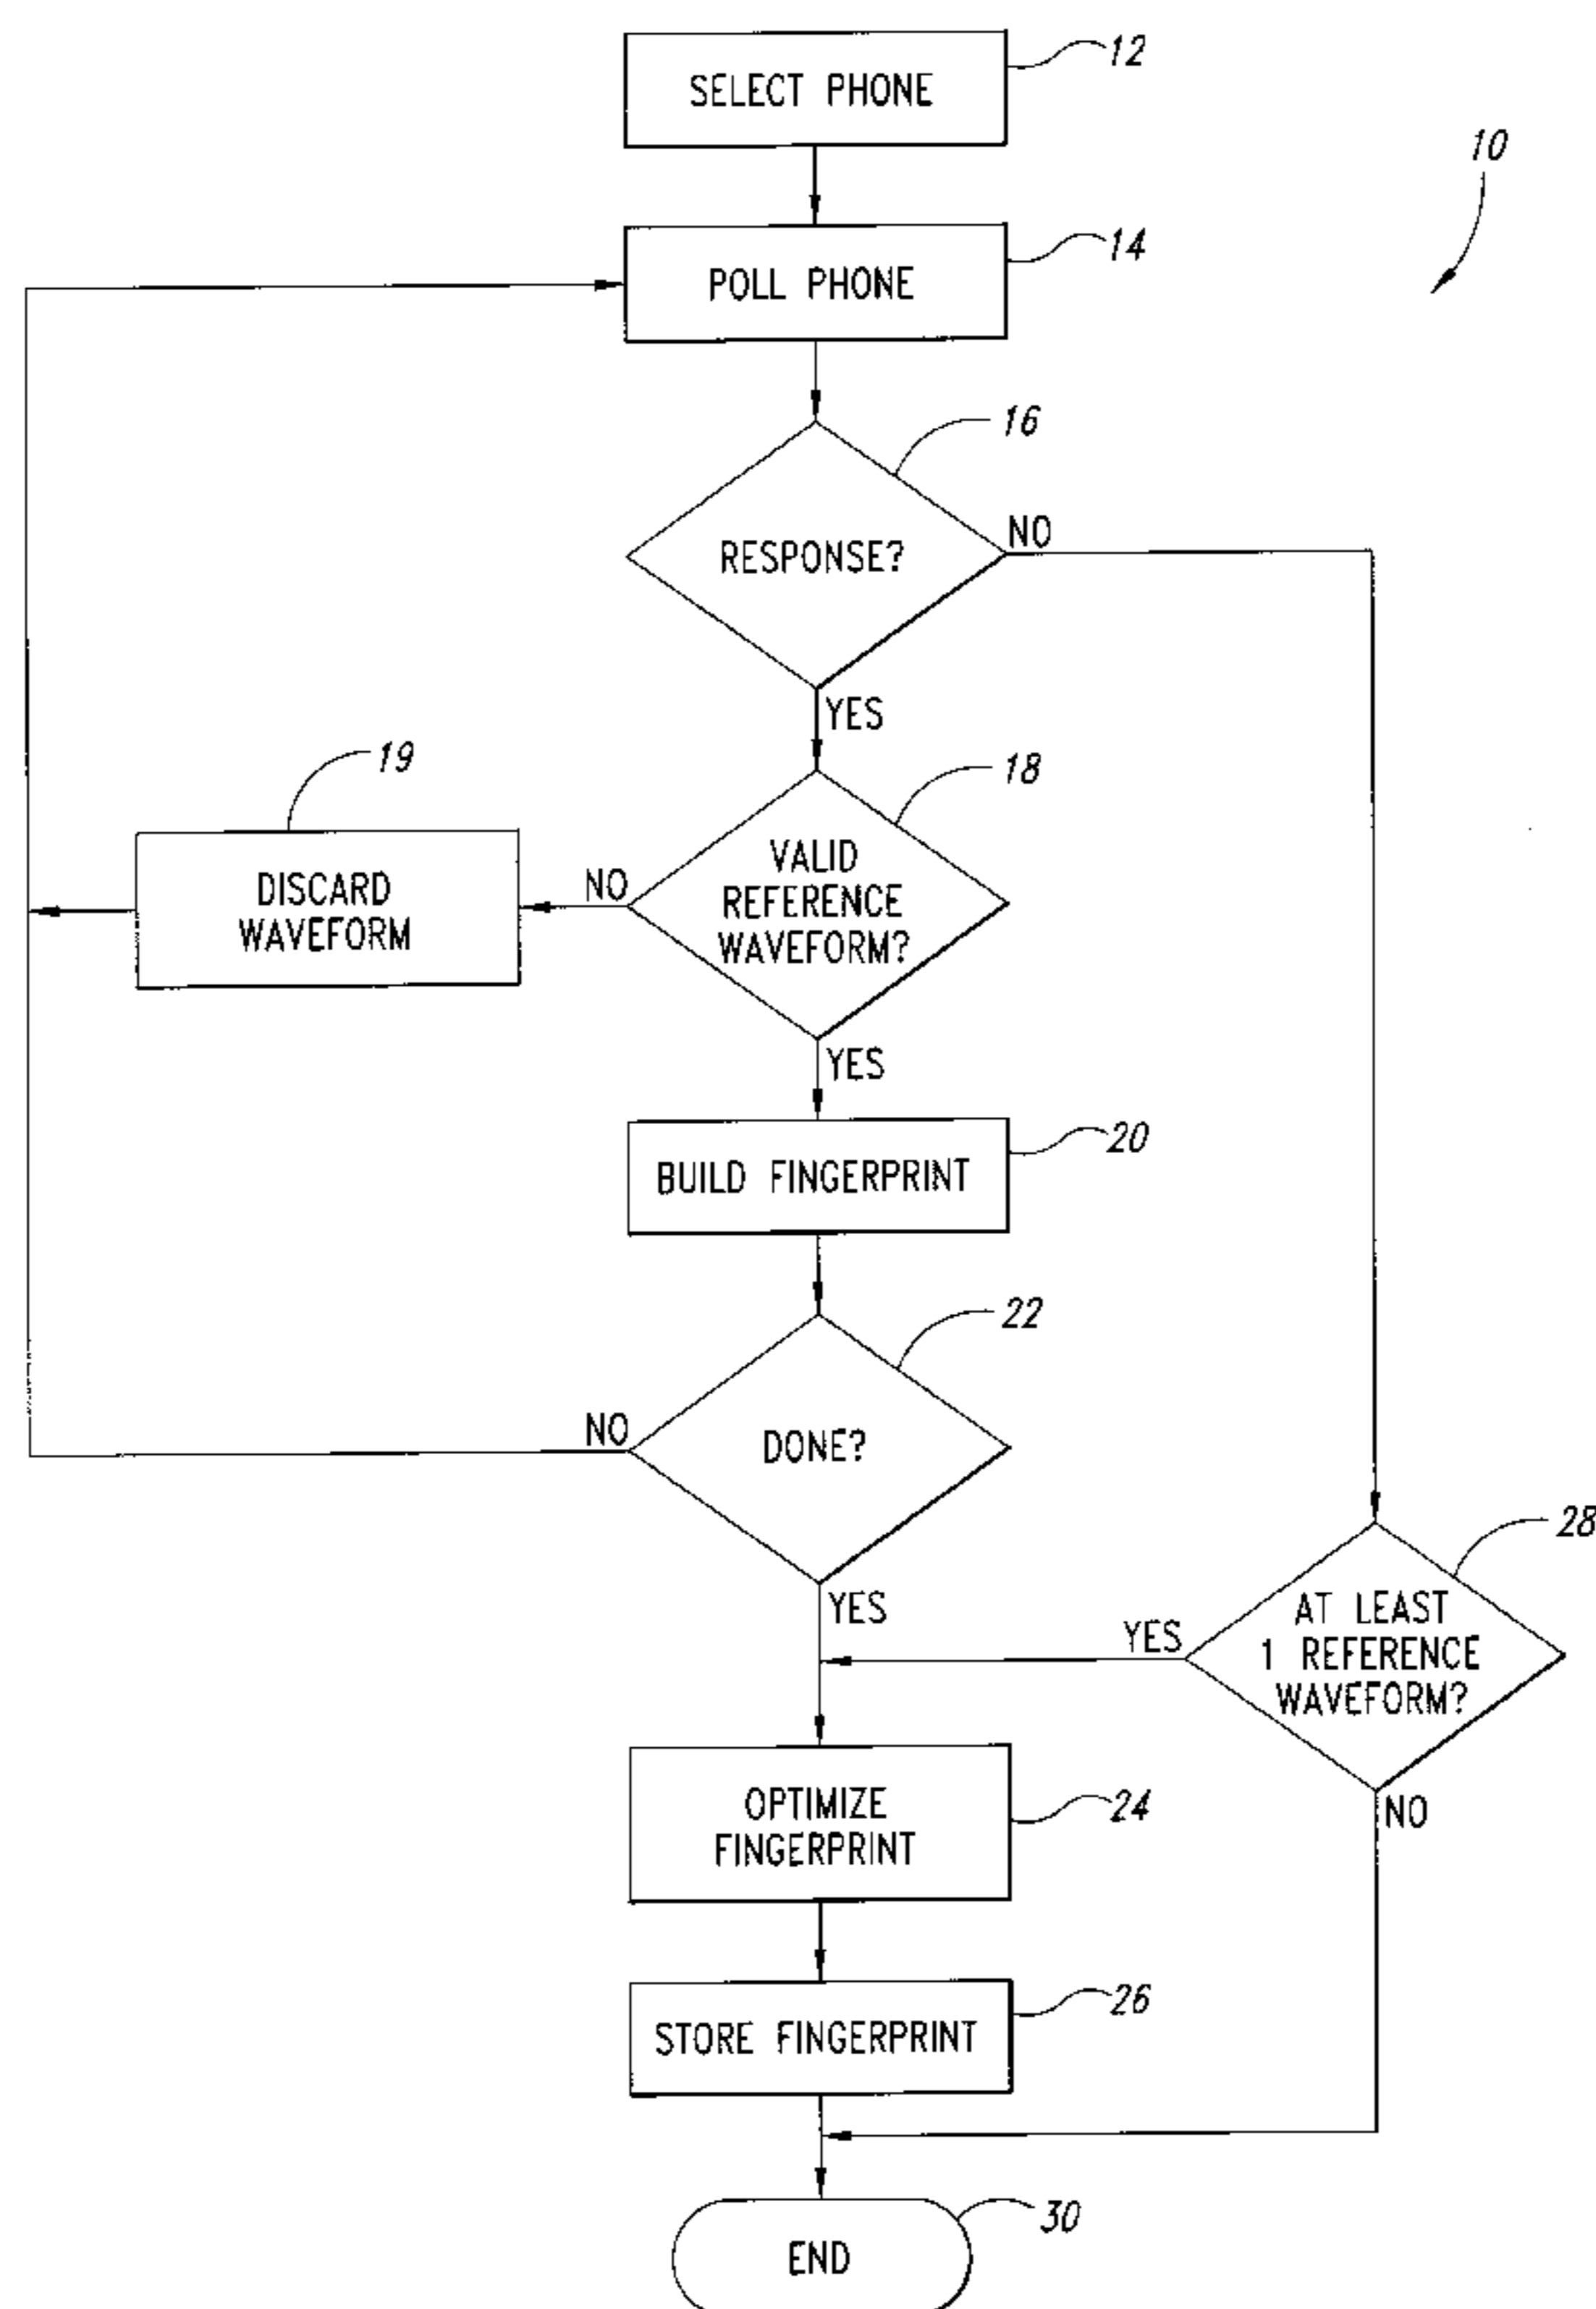 12
SELECT PHONE
10
14
POLL PHONE
16
RESPONSE?
NO
YES
19
18
DISCARD
WAVEFORM
NO
VALID
REFERENCE
WAVEFORM?
YES
20
BUILD FINGERPRINT
22
NO
DONE?
YES
28
YES
AT LEAST
1 REFERENCE
WAVEFORM?
NO
24
OPTIMIZE
FINGERPRINT
26
STORE FINGERPRINT
30
END